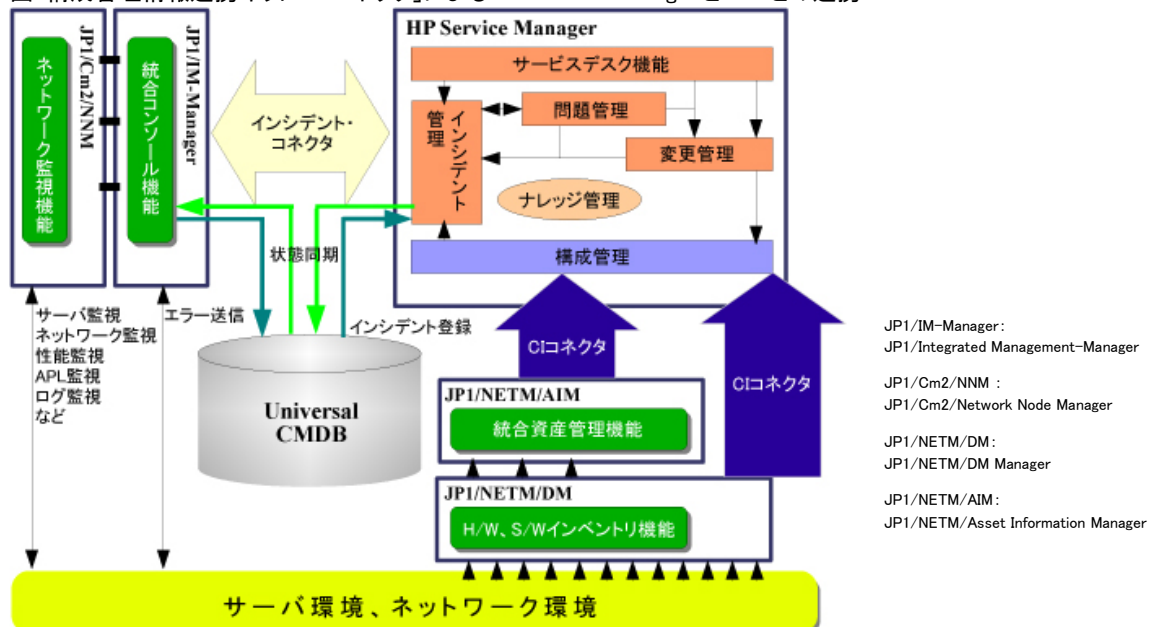 JP1/Cm2/NNM
ネットワーク監視機能
JP1/IM-Manager
統合コンソール機能
インシデント・
コネクタ
HP Service Manager
サービスデスク機能
インシデント
管理
問題管理
変更管理
ナレッジ管理
構成管理
状態同期
サーバ監視
ネットワーク監視
性能監視
APL監視
ログ監視
など
エラー送信
インシデント登録
Universal
CMDB
CIコネクタ
CIコネクタ
JP1/NETM/AIM
統合資産管理機能
JP1/NETM/DM
H/W、S/Wインベントリ機能
サーバ環境、ネットワーク環境
JP1/IM-Manager:
JP1/Integrated Management-Manager
JP1/Cm2/NNM :
JP1/Cm2/Network Node Manager
JP1/NETM/DM:
JP1/NETM/DM Manager
JP1/NETM/AIM:
JP1/NETM/Asset Information Manager